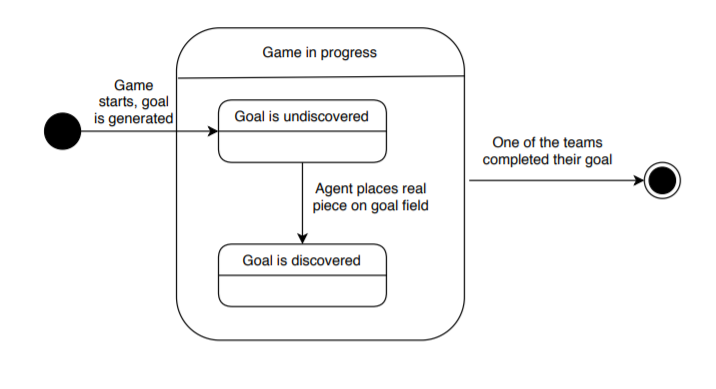 Game in progress
Game
starts, goal
is generated
Goal is undiscovered
One of the teams
completed their goal
Agent places real
piece on goal field
Goal is discovered